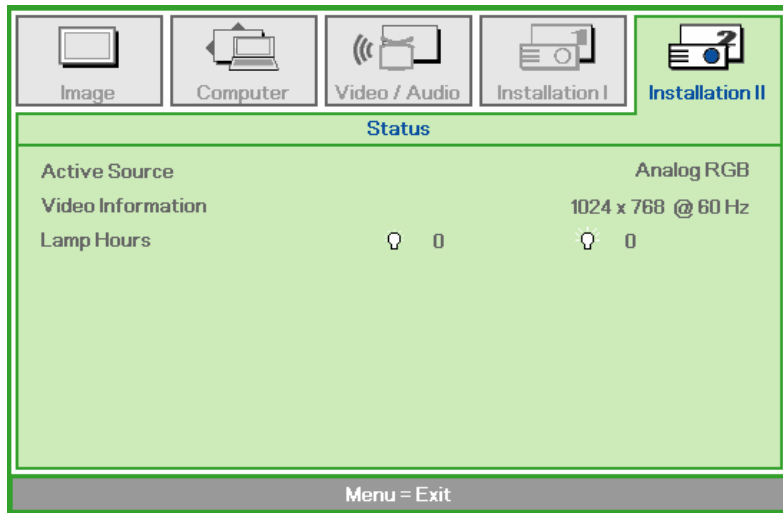 Image Computer Video / Audio Installation I Installation II
Status
Active Source Analog RGB
Video Information 1024 x 768 @ 60 Hz
Lamp Hours 0 0
Menu = Exit